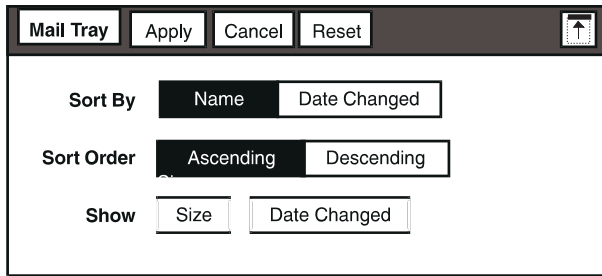 Mail Tray Apply Cancel Reset
Sort By Name Date Changed
Sort Order Ascending Descending
Show Size Date Changed